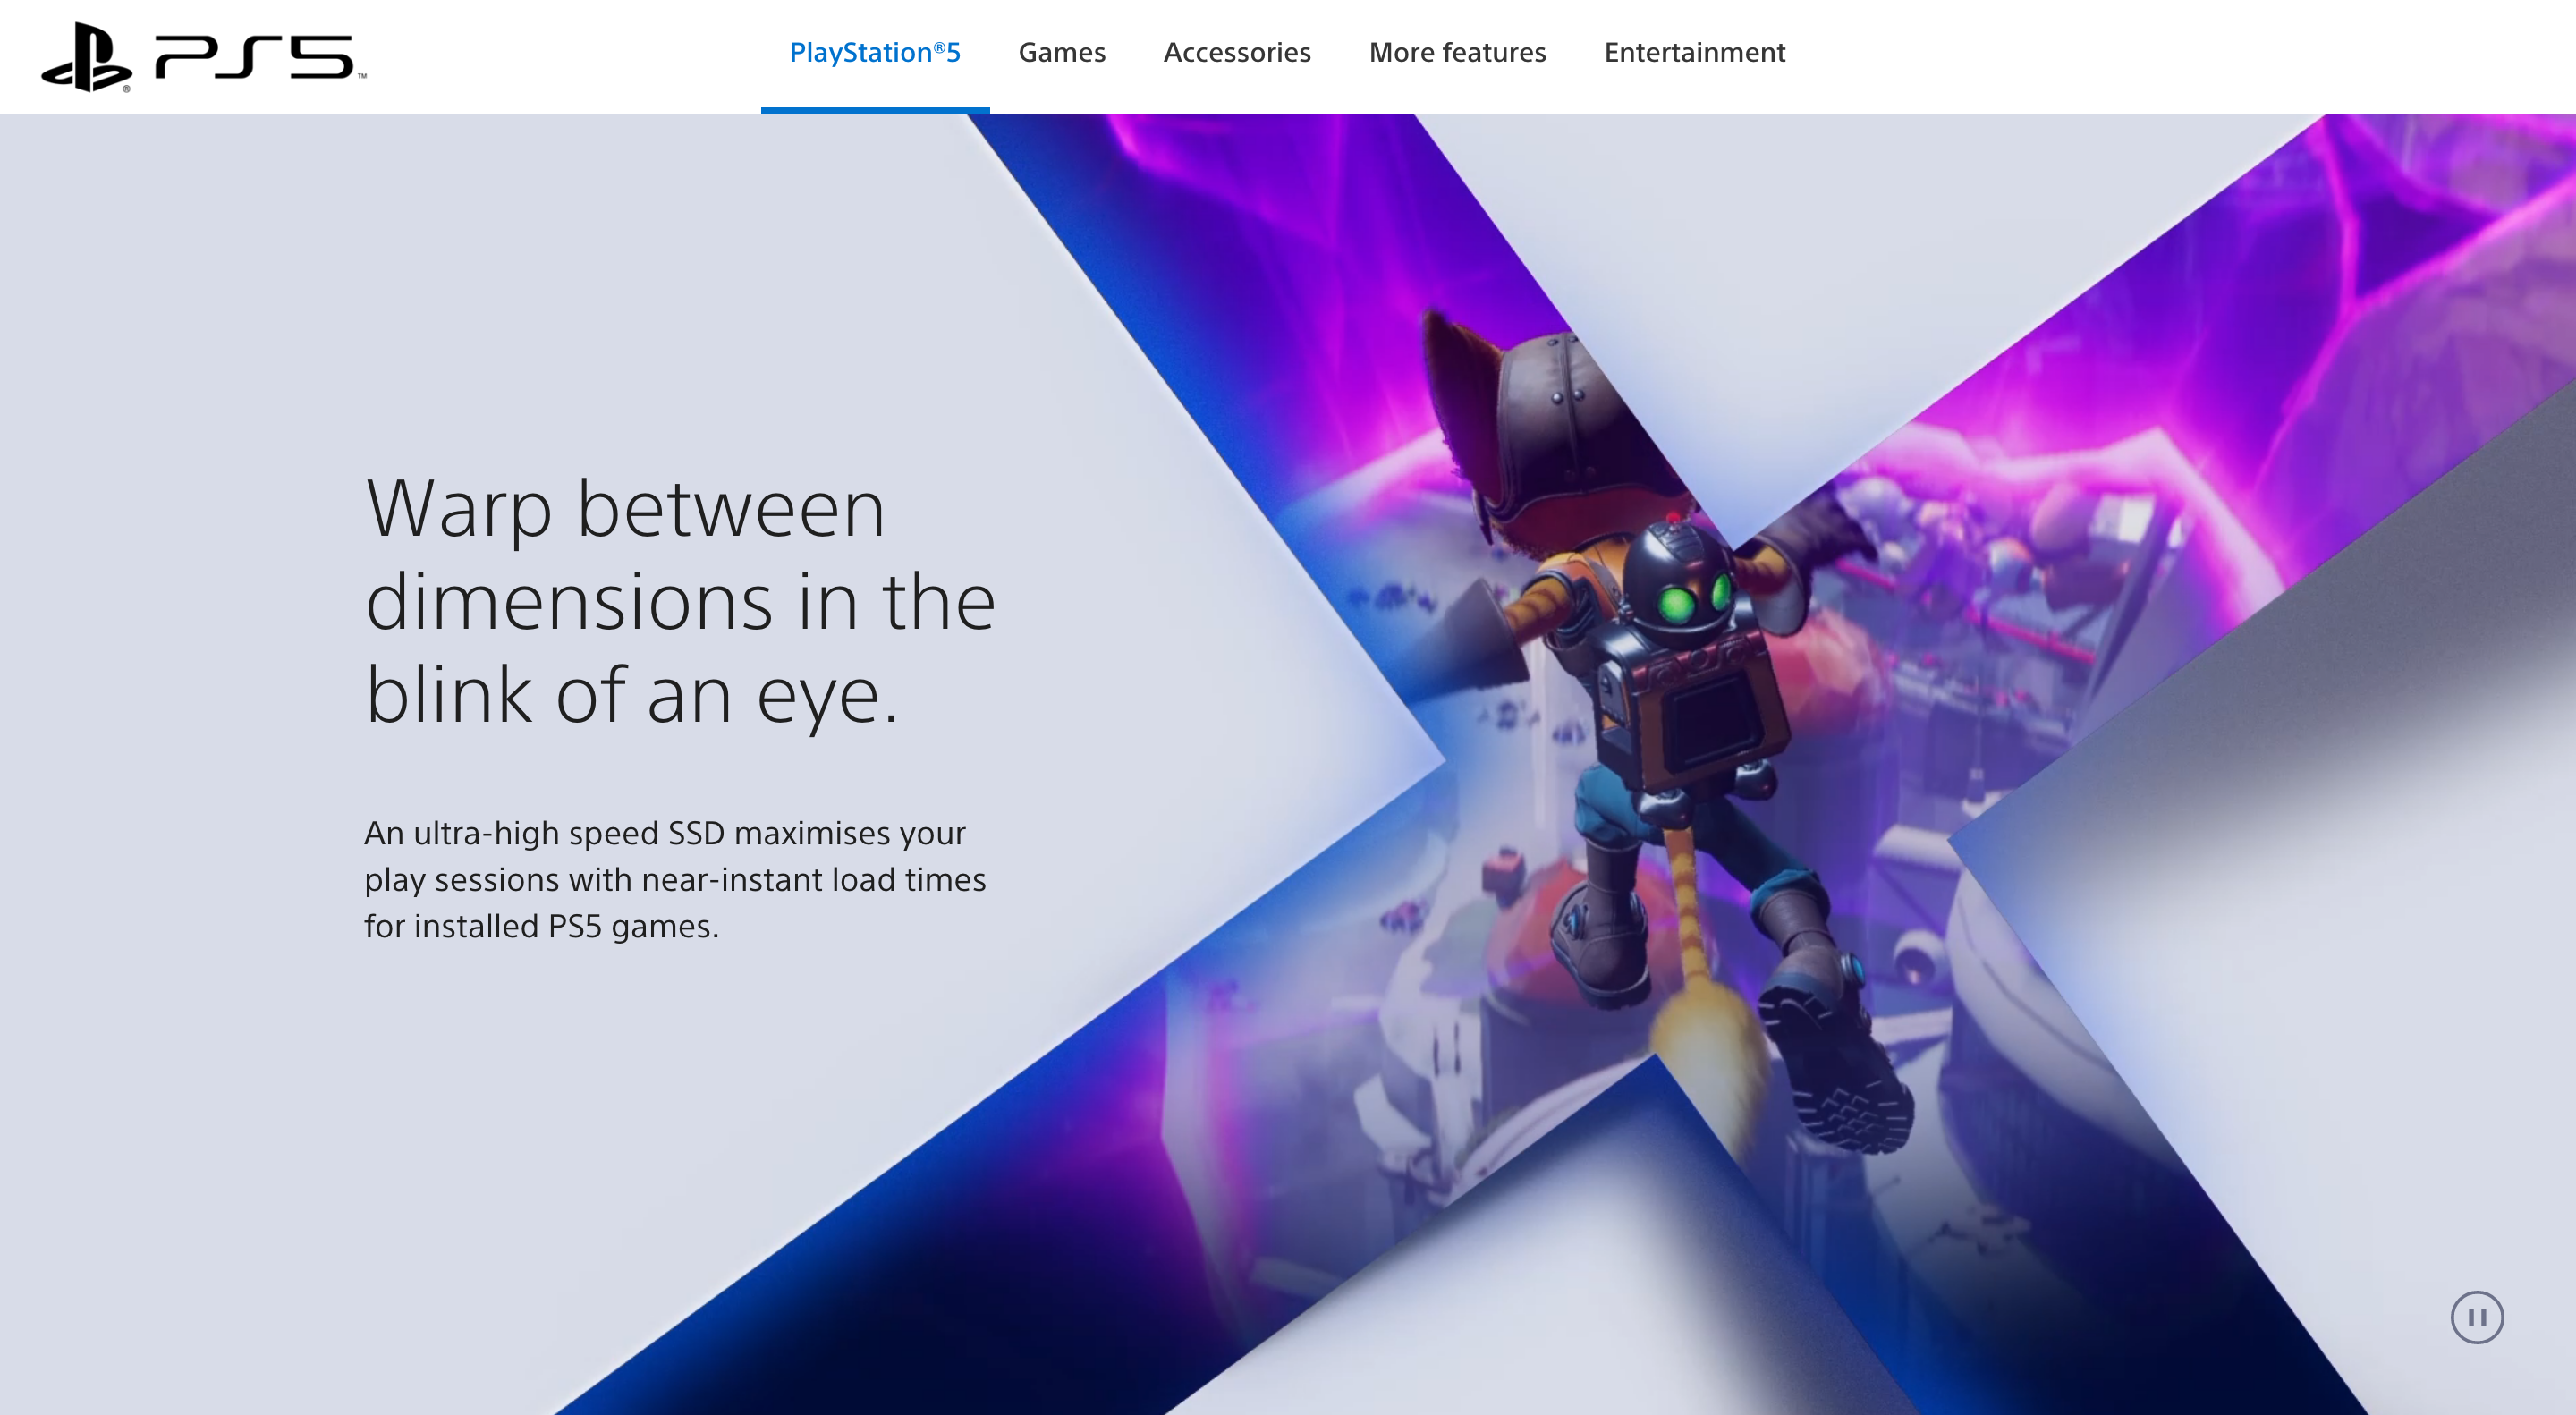 PS5™
PlayStation®5
Games
Accessories
More features
Entertainment
Warp between
dimensions in the
blink of an eye.
An ultra-high speed SSD maximises your
play sessions with near-instant load times
for installed PS5 games.